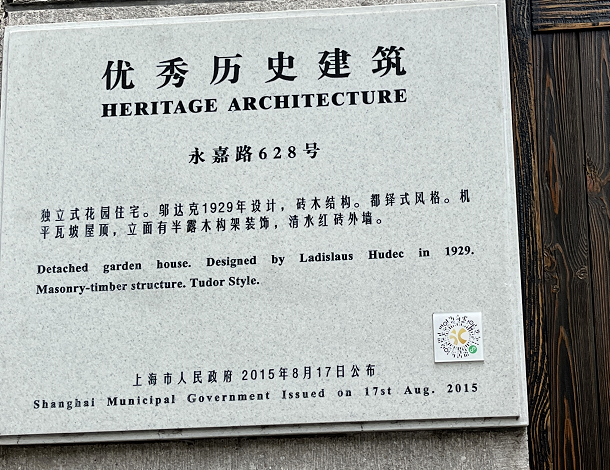 优秀历史建筑
HERITAGE ARCHITECTURE
永嘉路628号
独立式花园住宅。邬达克1929年设计，砖木结构。都铎式风格。机
平瓦坡屋顶，立面有半露木构架装饰，清水红砖外墙。
Detached garden house. Designed by Ladislaus Hudec in 1929.
Masonry-timber structure. Tudor Style.
上海市人民政府 2015年8月17日公布
Shanghai Municipal Government Issued on 17st Aug. 2015